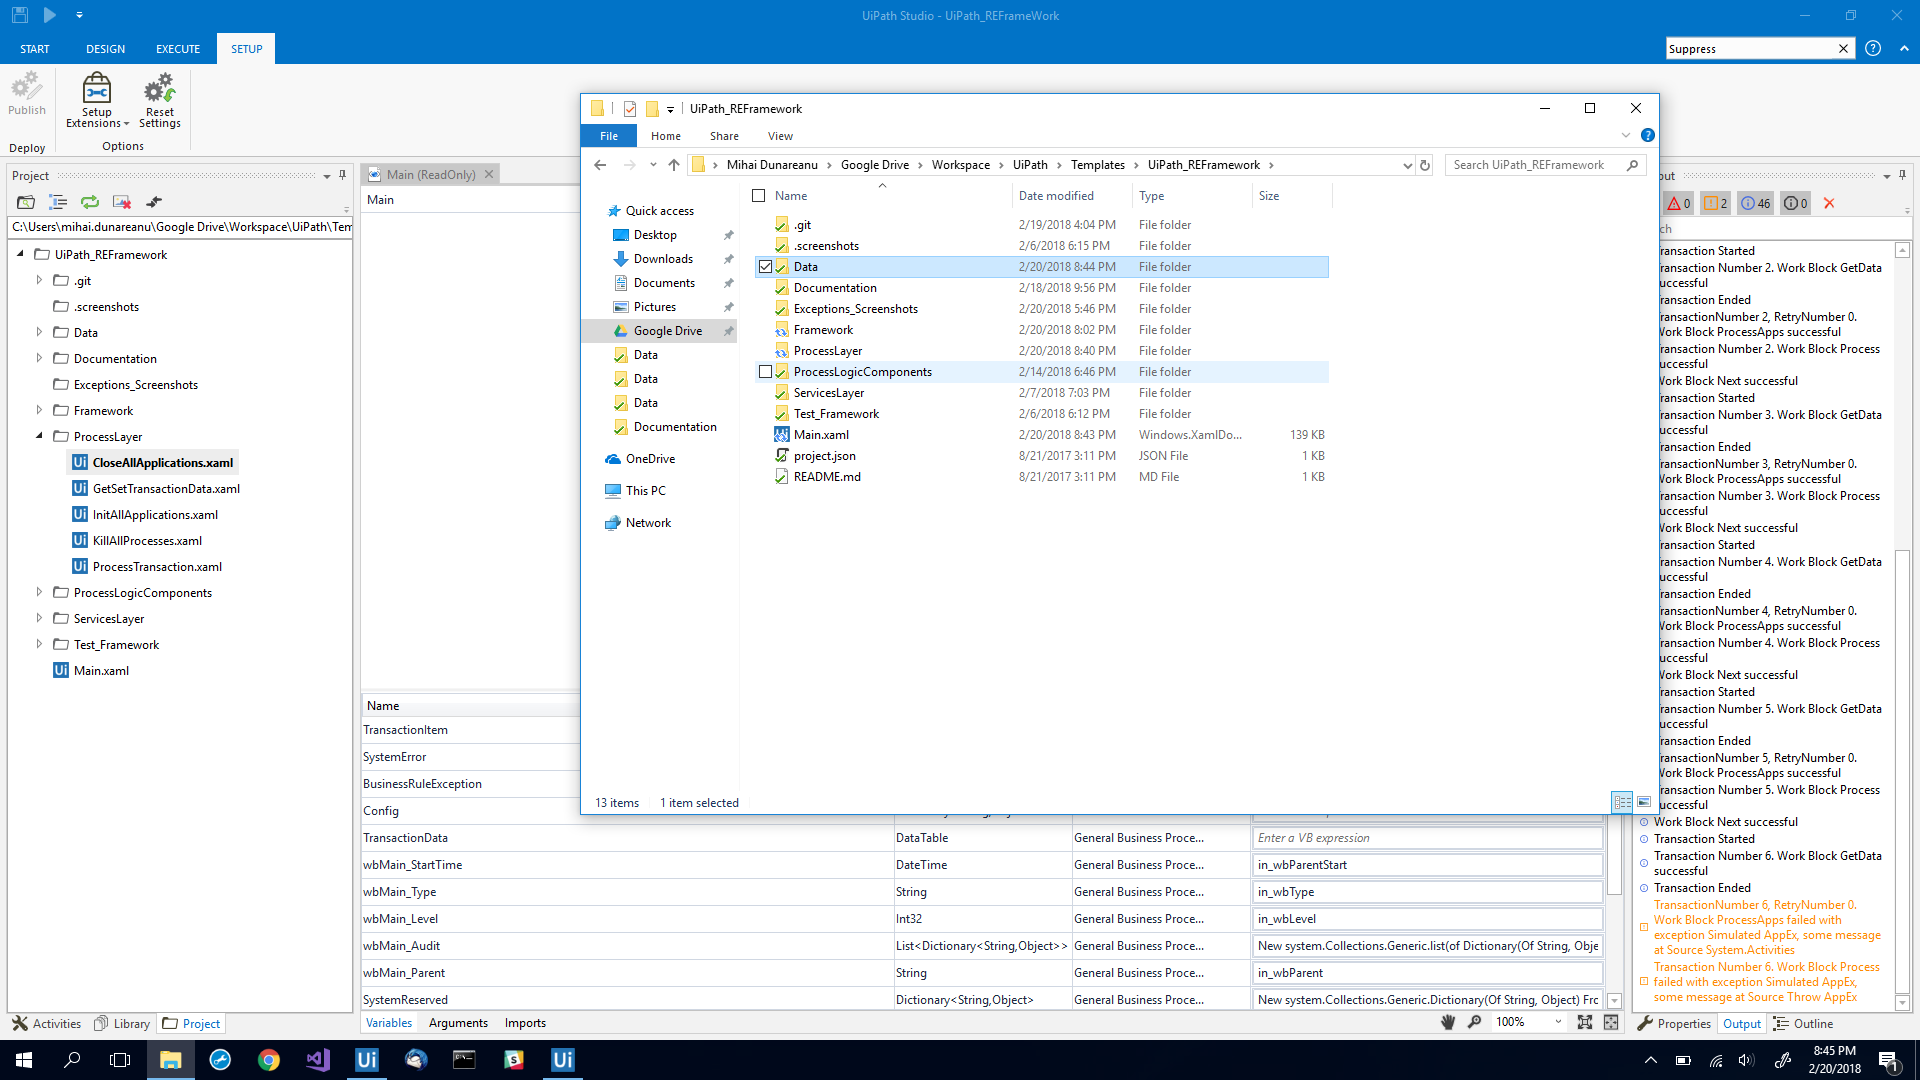 UiPath Studio - UiPath_REFrameWork
START
DESIGN
EXECUTE
SETUP
Suppress
Publish
Setup
Extensions
Reset
Settings
Deploy
Options
Project
C:\Users\mihai.dunareanu\Google Drive\Workspace\UiPath\Tem
UiPath_REFramework
.git
.screenshots
Data
Documentation
Exceptions_Screenshots
Framework
ProcessLayer
CloseAllApplications.xaml
GetSetTransactionData.xaml
InitAllApplications.xaml
KillAllProcesses.xaml
ProcessTransaction.xaml
ProcessLogicComponents
ServicesLayer
Test_Framework
Main.xaml
Activities
Library
Project
Main (ReadOnly)
Main
UiPath_REFramework
File
Home
Share
View
Mihai Dunareanu > Google Drive > Workspace > UiPath > Templates > UiPath_REFramework >
Search UiPath_REFramework
Quick access
Desktop
Downloads
Documents
Pictures
Google Drive
Data
Data
Data
Documentation
OneDrive
This PC
Network
Name Date modified Type Size
.git 2/19/2018 4:04 PM File folder
.screenshots 2/6/2018 6:15 PM File folder
Data 2/20/2018 8:44 PM File folder
Documentation 2/18/2018 9:56 PM File folder
Exceptions_Screenshots 2/20/2018 5:46 PM File folder
Framework 2/20/2018 8:02 PM File folder
ProcessLayer 2/20/2018 8:40 PM File folder
ProcessLogicComponents 2/14/2018 6:46 PM File folder
ServicesLayer 2/7/2018 7:03 PM File folder
Test_Framework 2/6/2018 6:12 PM File folder
Main.xaml 2/20/2018 8:43 PM Windows.XamlDo... 139 KB
project.json 8/21/2017 3:11 PM JSON File 1 KB
README.md 8/21/2017 3:11 PM MD File 1 KB
13 items 1 item selected
Name
TransactionItem
SystemError
BusinessRuleException
Config
TransactionData DataTable General Business Proce... Enter a VB expression
wbMain_StartTime DateTime General Business Proce... in_wbParentStart
wbMain_Type String General Business Proce... in_wbType
wbMain_Level Int32 General Business Proce... in_wbLevel
wbMain_Audit List<Dictionary<String,Object>> General Business Proce... New system.Collections.Generic.list(of Dictionary(Of String, Obje
wbMain_Parent String General Business Proce... in_wbParent
SystemReserved Dictionary<String,Object> General Business Proce... New system.Collections.Generic.Dictionary(Of String, Object) Fro
Variables
Arguments
Imports
100%
out
0
2
46
0
ch
ransaction Started
ransaction Number 2. Work Block GetData
uccessful
ransaction Ended
ransactionNumber 2, RetryNumber 0.
Work Block ProcessApps successful
ransaction Number 2. Work Block Process
uccessful
Work Block Next successful
ransaction Started
ransaction Number 3. Work Block GetData
uccessful
ransaction Ended
ransactionNumber 3, RetryNumber 0.
Work Block ProcessApps successful
ransaction Number 3. Work Block Process
uccessful
Work Block Next successful
ransaction Started
ransaction Number 4. Work Block GetData
uccessful
ransaction Ended
ransactionNumber 4, RetryNumber 0.
Work Block ProcessApps successful
ransaction Number 4. Work Block Process
uccessful
Work Block Next successful
ransaction Started
ransaction Number 5. Work Block GetData
uccessful
ransaction Ended
ransactionNumber 5, RetryNumber 0.
Work Block ProcessApps successful
ransaction Number 5. Work Block Process
uccessful
Work Block Next successful
Transaction Started
Transaction Number 6. Work Block GetData
successful
Transaction Ended
TransactionNumber 6, RetryNumber 0.
Work Block ProcessApps failed with
exception Simulated AppEx, some message
at Source System.Activities
Transaction Number 6. Work Block Process
failed with exception Simulated AppEx,
some message at Source Throw AppEx
Properties
Output
Outline
8:45 PM
2/20/2018
1